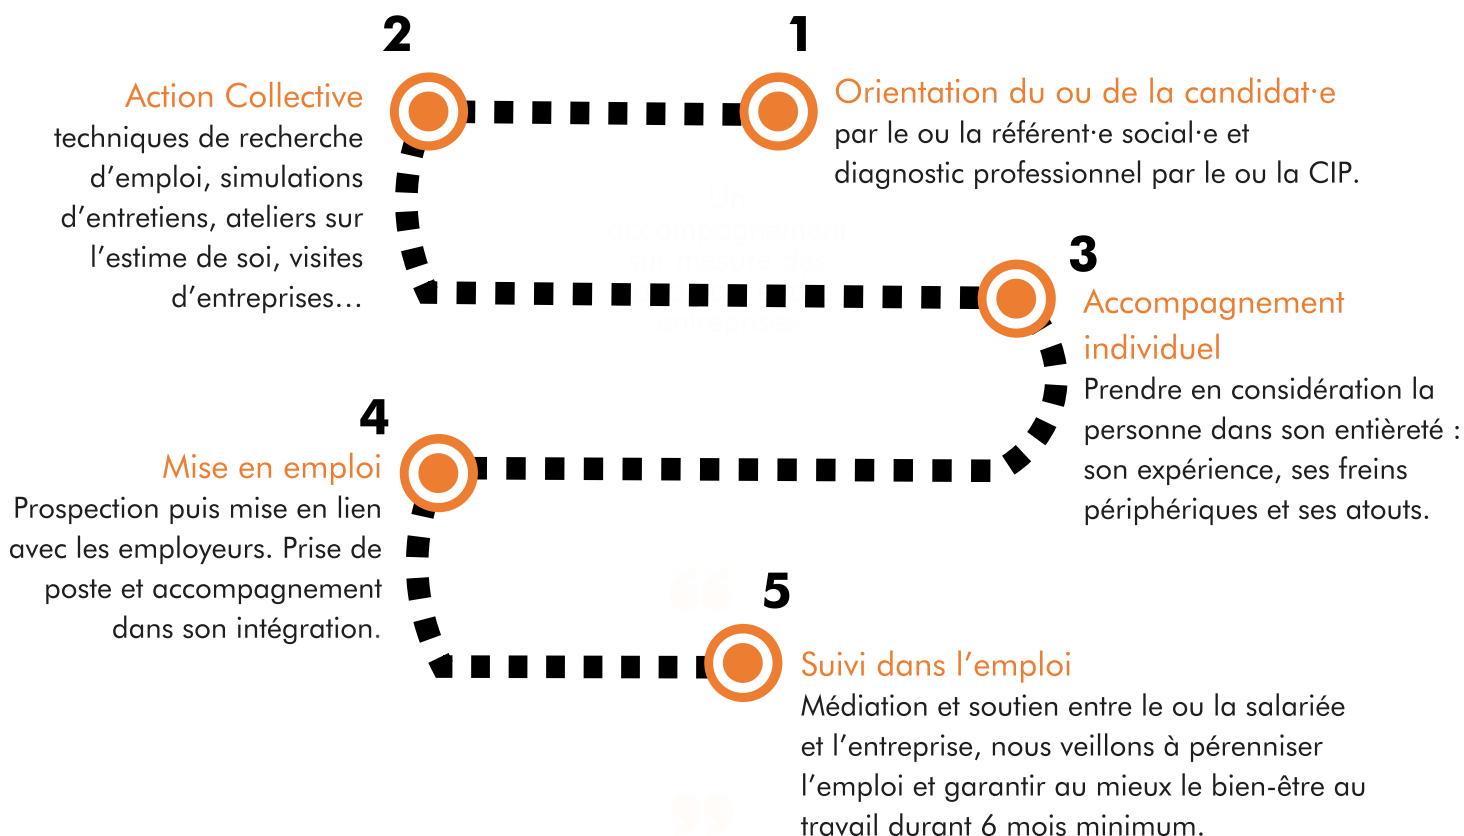 1
Orientation du ou de la candidat·e
par le ou la référent·e social·e et
diagnostic professionnel par le ou la CIP.
2
Action Collective
techniques de recherche
d’emploi, simulations
d’entretiens, ateliers sur
l’estime de soi, visites
d’entreprises…
3
Accompagnement
individuel
Prendre en considération la
personne dans son entièreté :
son expérience, ses freins
périphériques et ses atouts.
4
Mise en emploi
Prospection puis mise en lien
avec les employeurs. Prise de
poste et accompagnement
dans son intégration.
5
Suivi dans l’emploi
Médiation et soutien entre le ou la salariée
et l’entreprise, nous veillons à pérenniser
l’emploi et garantir au mieux le bien-être au
travail durant 6 mois minimum.